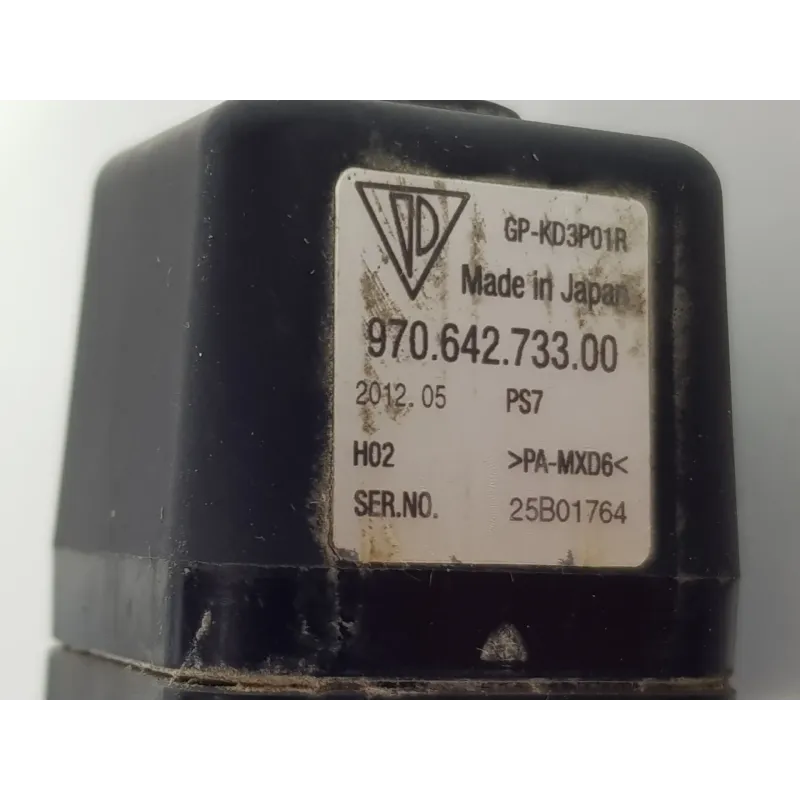 GP-KD3P01R
Made in Japan
970.642.733.00
2012.05 PS7
H02 >PA-MXD6<
SER.NO. 25B01764